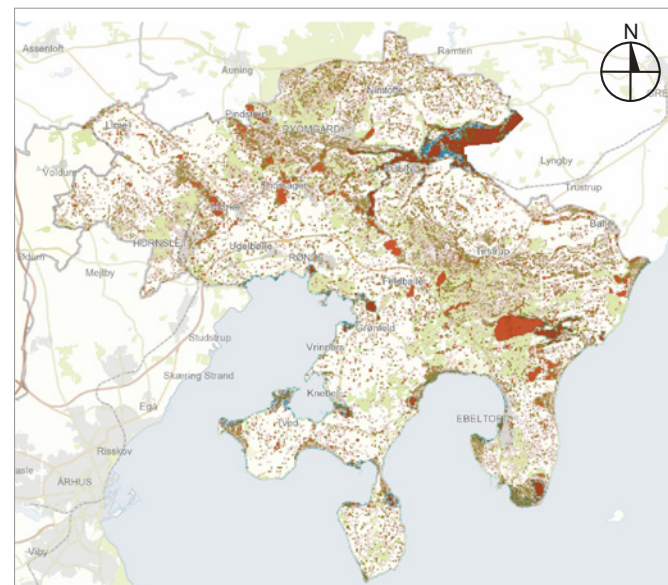 N
Assenloft
Ramten
Auning
Nimtofte
Pindstrup
RYOMGÅRD
Lime
Lyngby
Voldum
Trustrup
Thorsager
Balle
HORNSLET
Ugelbølle
Tirstrup
RØNDE
Mejlby
Feldballe
Studstrup
Grønfeld
Vrinners
Skæring Strand
Knebel
Egå
Tved
EBELTOFT
Risskov
ÅRHUS
Viby